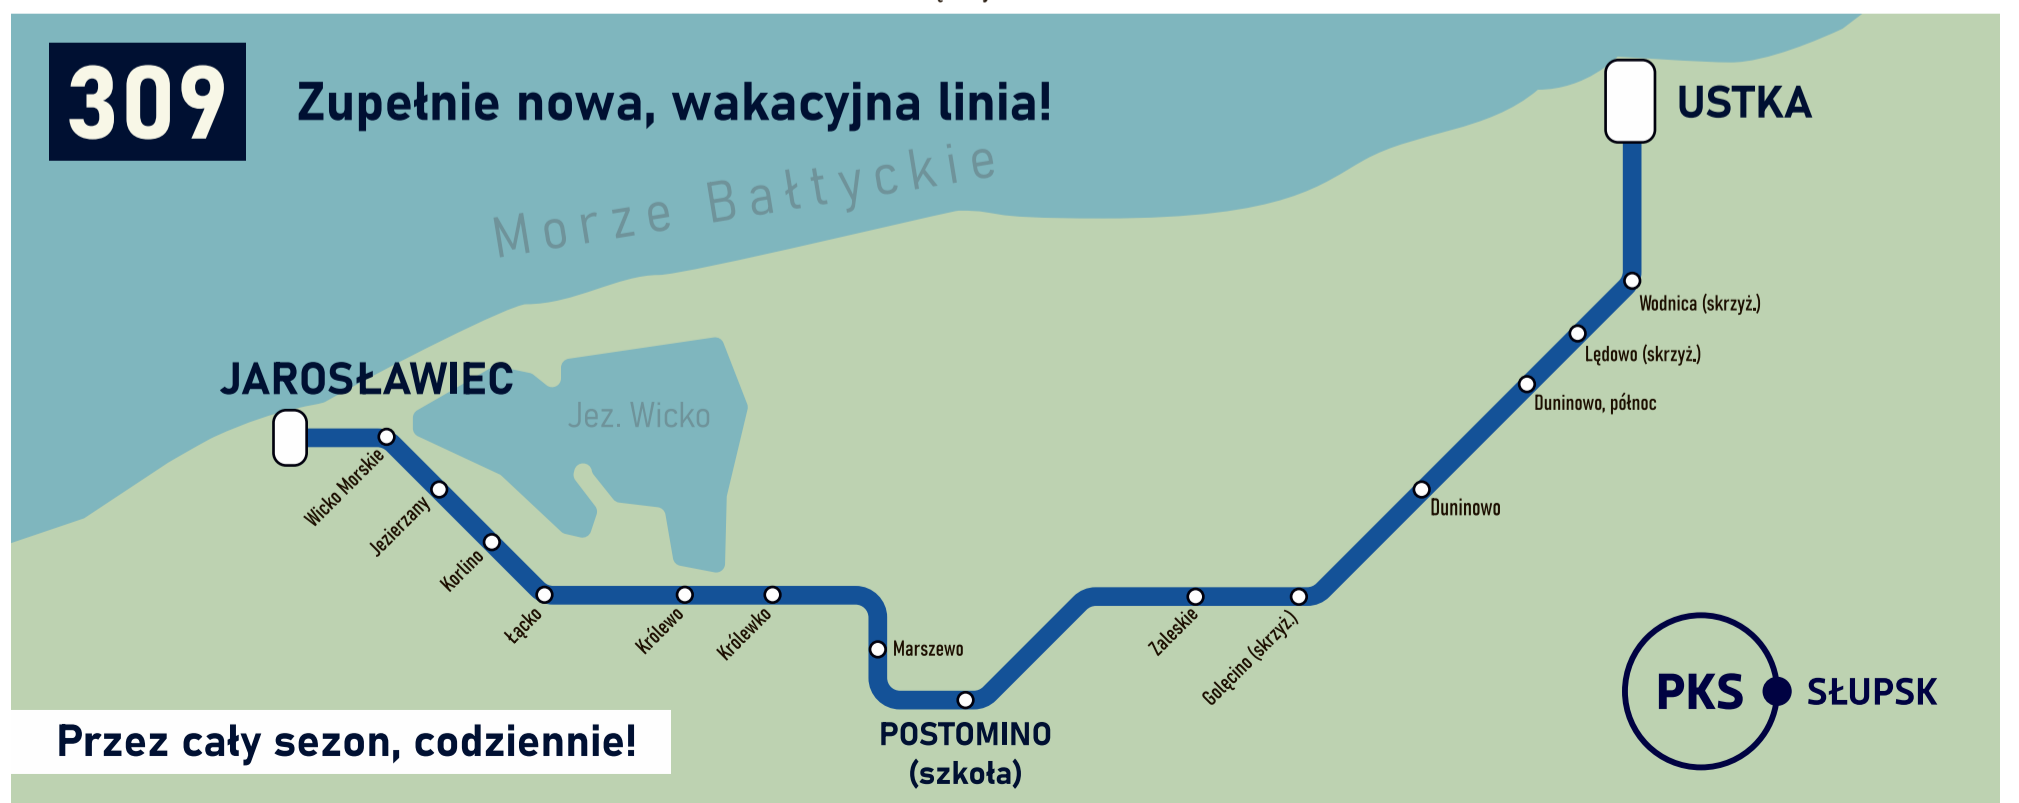 309
Zupełnie nowa, wakacyjna linia!
USTKA
Morze Bałtyckie
Wodnica (skrzyż.)
Lędowo (skrzyż.)
JAROSŁAWIEC
Duninowo, północ
Jez. Wicko
Wicko Morskie
Jezierzany
Duninowo
Korlino
Łącko
Królewo
Królewko
Marszewo
Zaleskie
Golęcino (skrzyż.)
PKS SŁUPSK
POSTOMINO
(szkoła)
Przez cały sezon, codziennie!